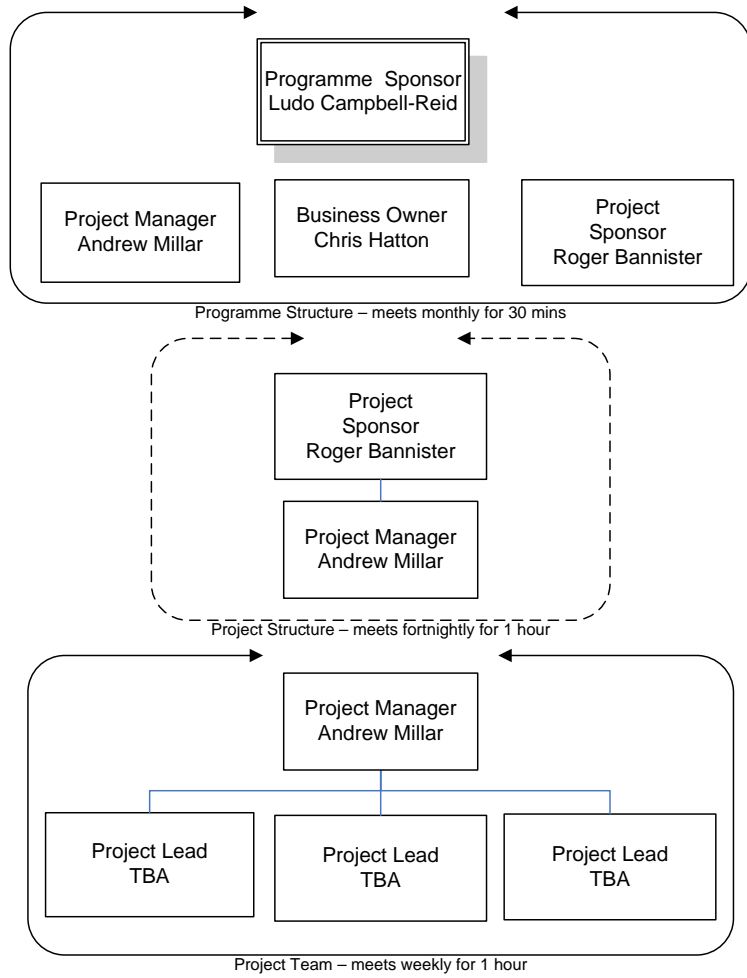 Programme Sponsor
Ludo Campbell-Reid
Project Manager
Andrew Millar
Business Owner
Chris Hatton
Project
Sponsor
Roger Bannister
Programme Structure – meets monthly for 30 mins
Project
Sponsor
Roger Bannister
Project Manager
Andrew Millar
Project Structure – meets fortnightly for 1 hour
Project Manager
Andrew Millar
Project Lead
TBA
Project Lead
TBA
Project Lead
TBA
Project Team – meets weekly for 1 hour